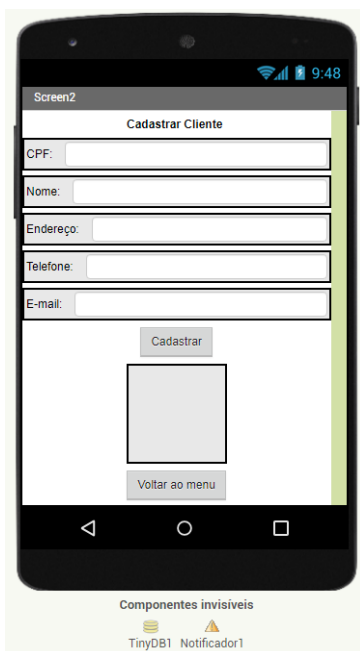 9:48
Screen2
Cadastrar Cliente
CPF:
Nome:
Endereço:
Telefone:
E-mail:
Cadastrar
Voltar ao menu
Componentes invisíveis
TinyDB1 Notificador1